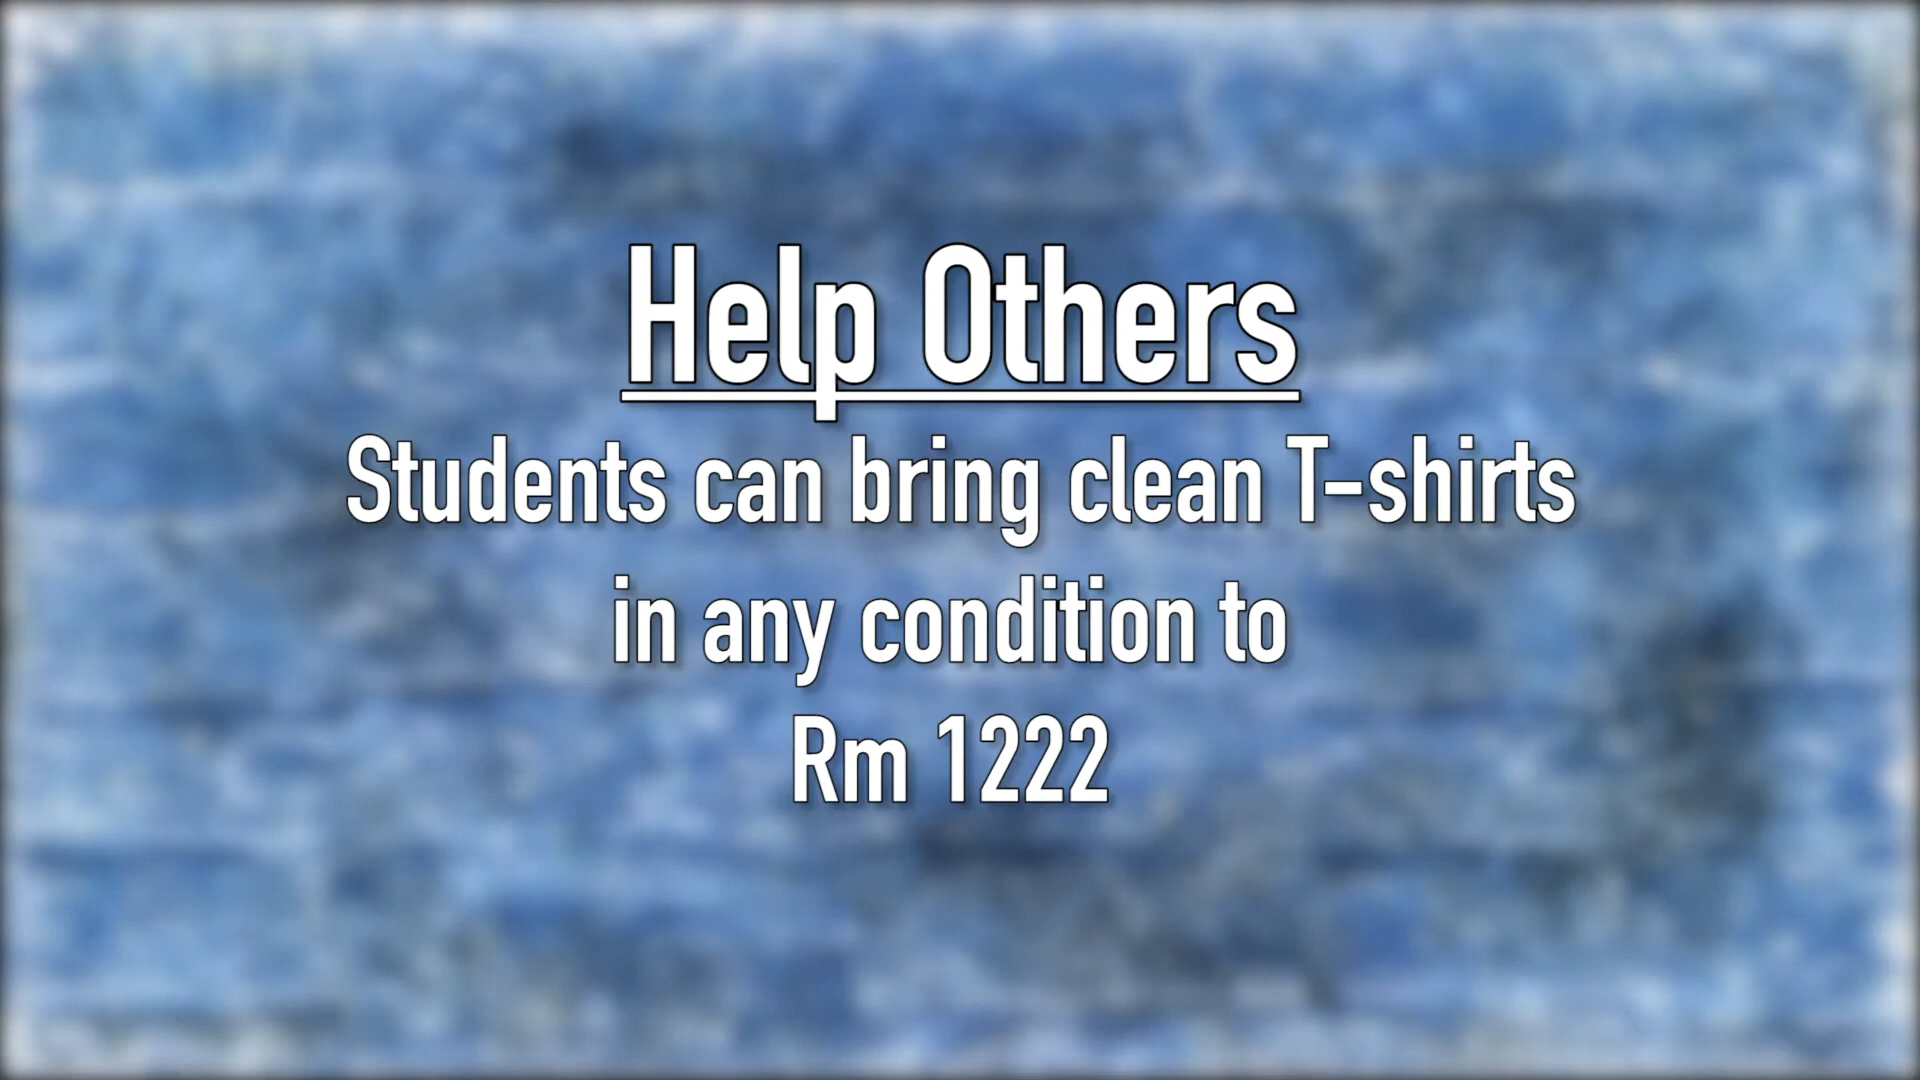 Help Others
Students can bring clean T-shirts
in any condition to
Rm 1222